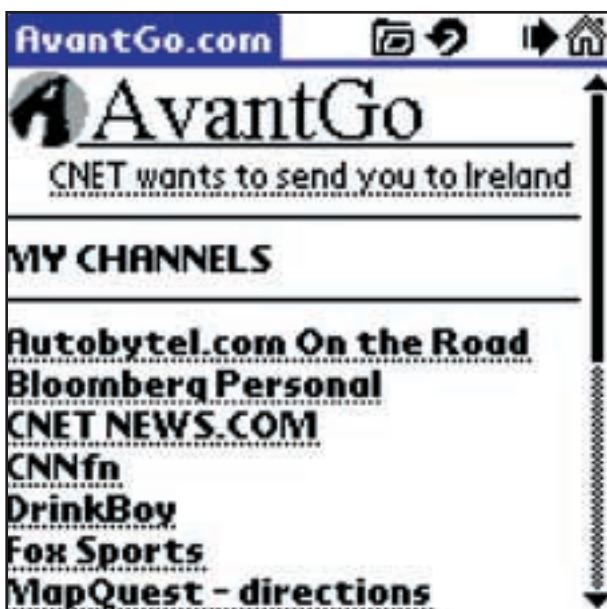 AvantGo.com
AvantGo
CNET wants to send you to Ireland
MY CHANNELS
Autobytel.com On the Road
Bloomberg Personal
CNET NEWS.COM
CNNfn
DrinkBoy
Fox Sports
MapQuest - directions